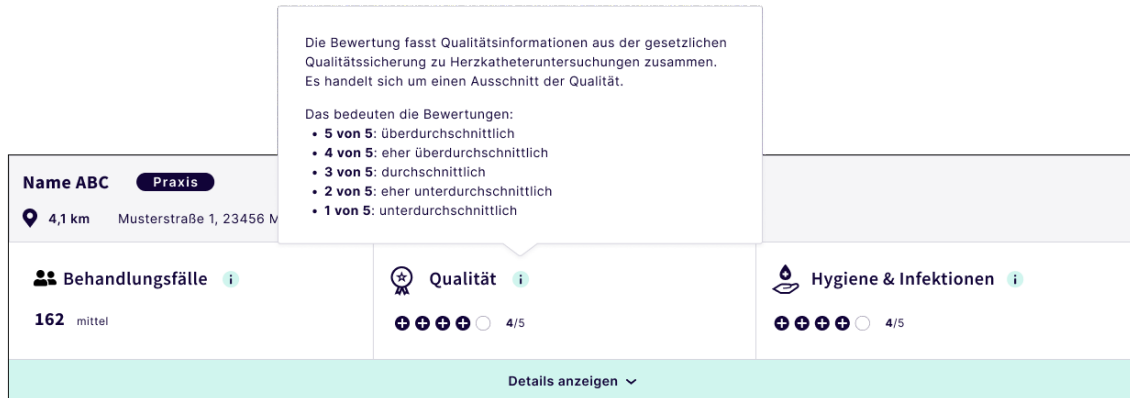 Die Bewertung fasst Qualitätsinformationen aus der gesetzlichen
Qualitätssicherung zu Herzkatheteruntersuchungen zusammen.
Es handelt sich um einen Ausschnitt der Qualität.
Das bedeuten die Bewertungen:
• 5 von 5: überdurchschnittlich
• 4 von 5: eher überdurchschnittlich
• 3 von 5: durchschnittlich
• 2 von 5: eher unterdurchschnittlich
• 1 von 5: unterdurchschnittlich
Name ABC Praxis
4,1 km Musterstraße 1, 23456 M
Behandlungsfälle i
162 mittel
Qualität i
4/5
Hygiene & Infektionen i
4/5
Details anzeigen